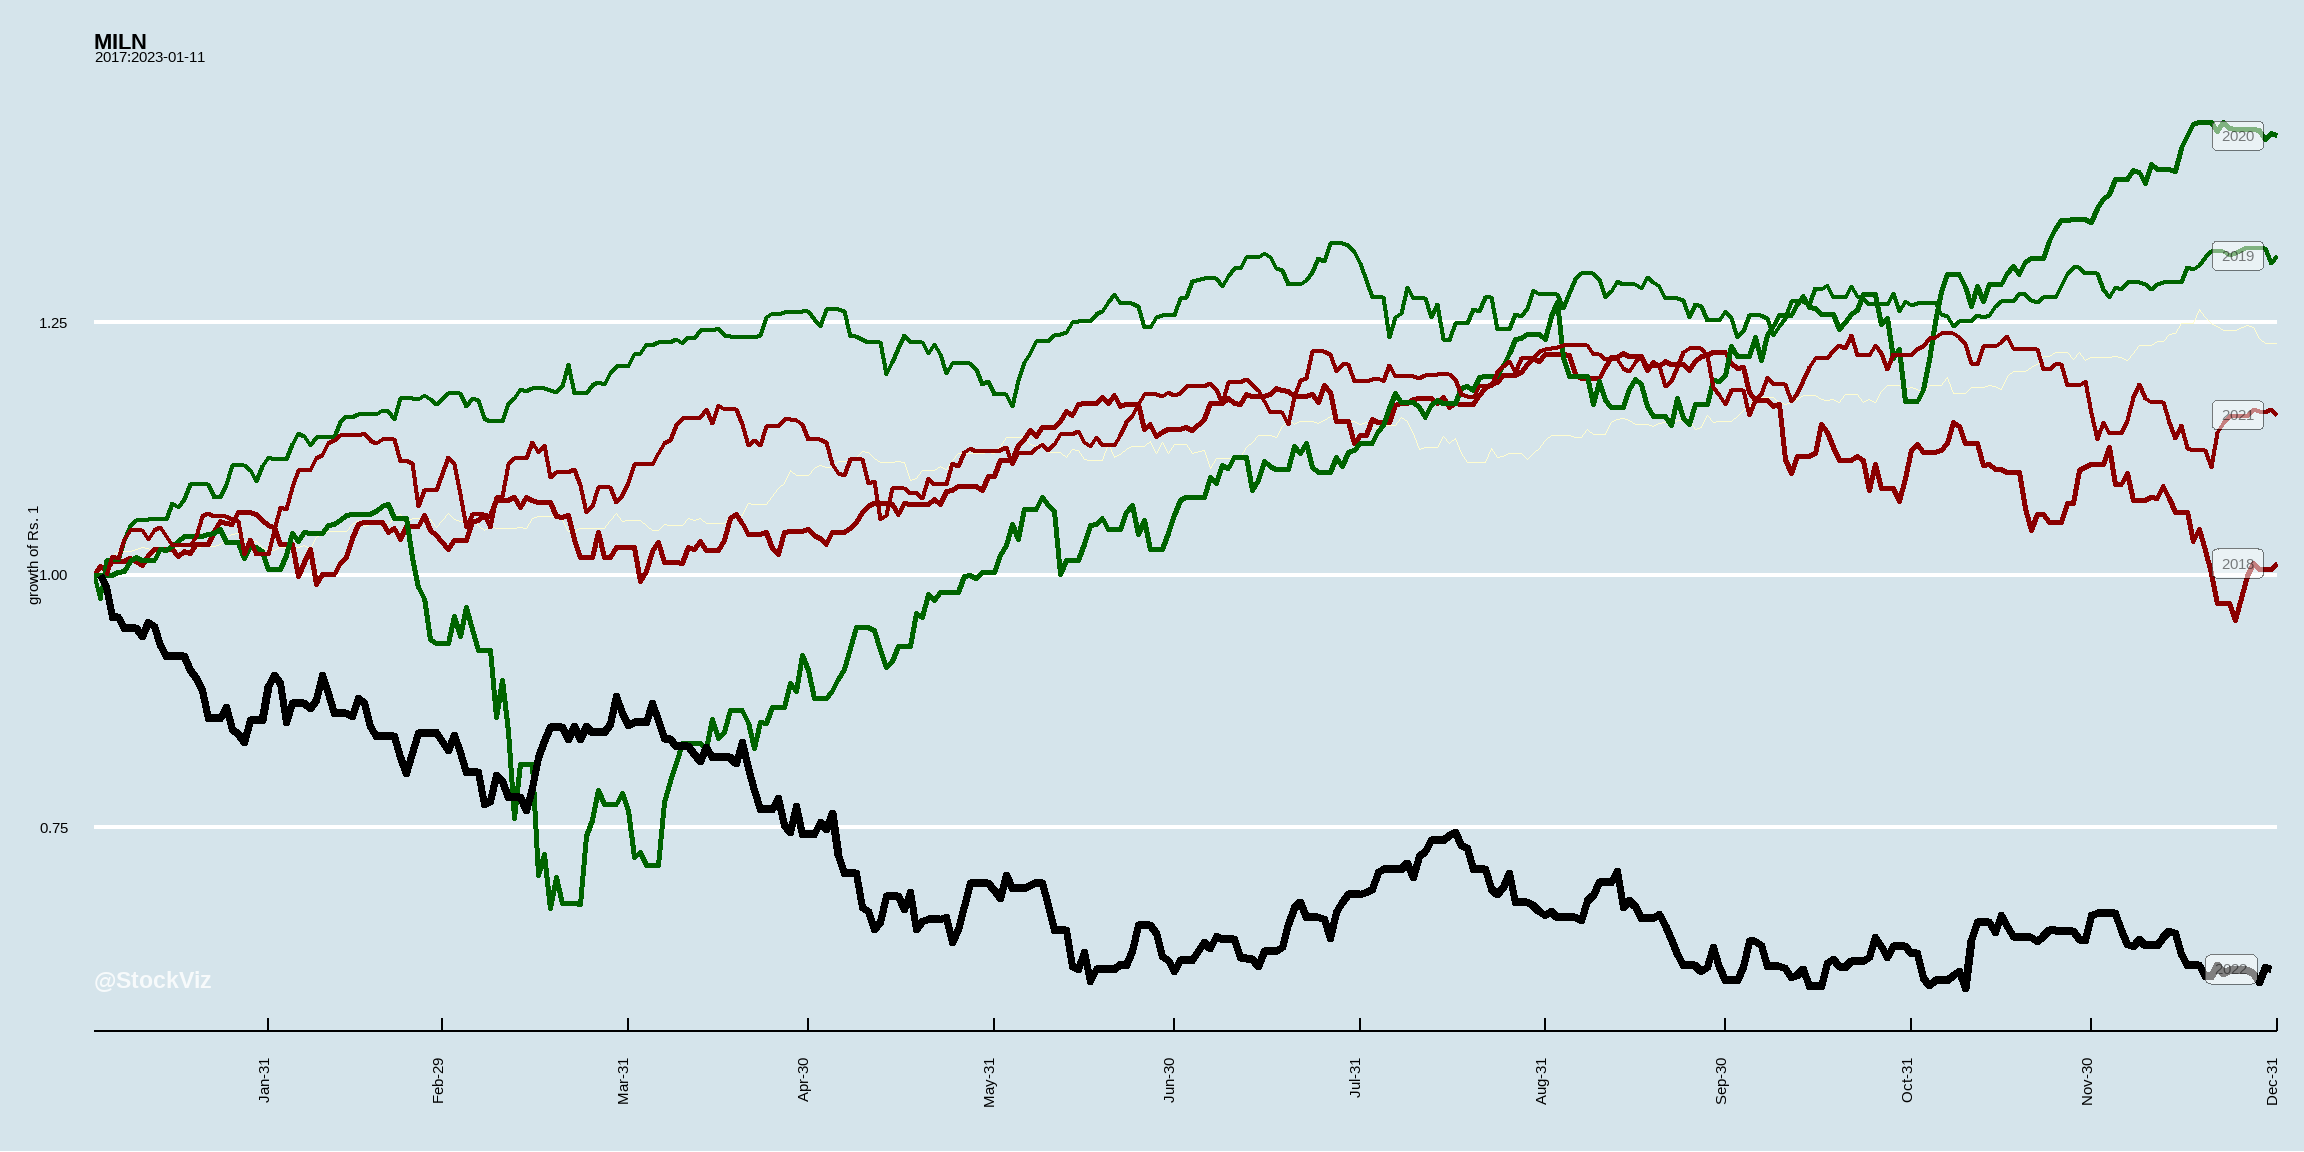 MILN
2017:2023-01-11
growth of Rs. 1
1.25
1.00
0.75
2020
2019
2021
2018
2022
@StockViz
Jan-31
Feb-29
Mar-31
Apr-30
May-31
Jun-30
Jul-31
Aug-31
Sep-30
Oct-31
Nov-30
Dec-31